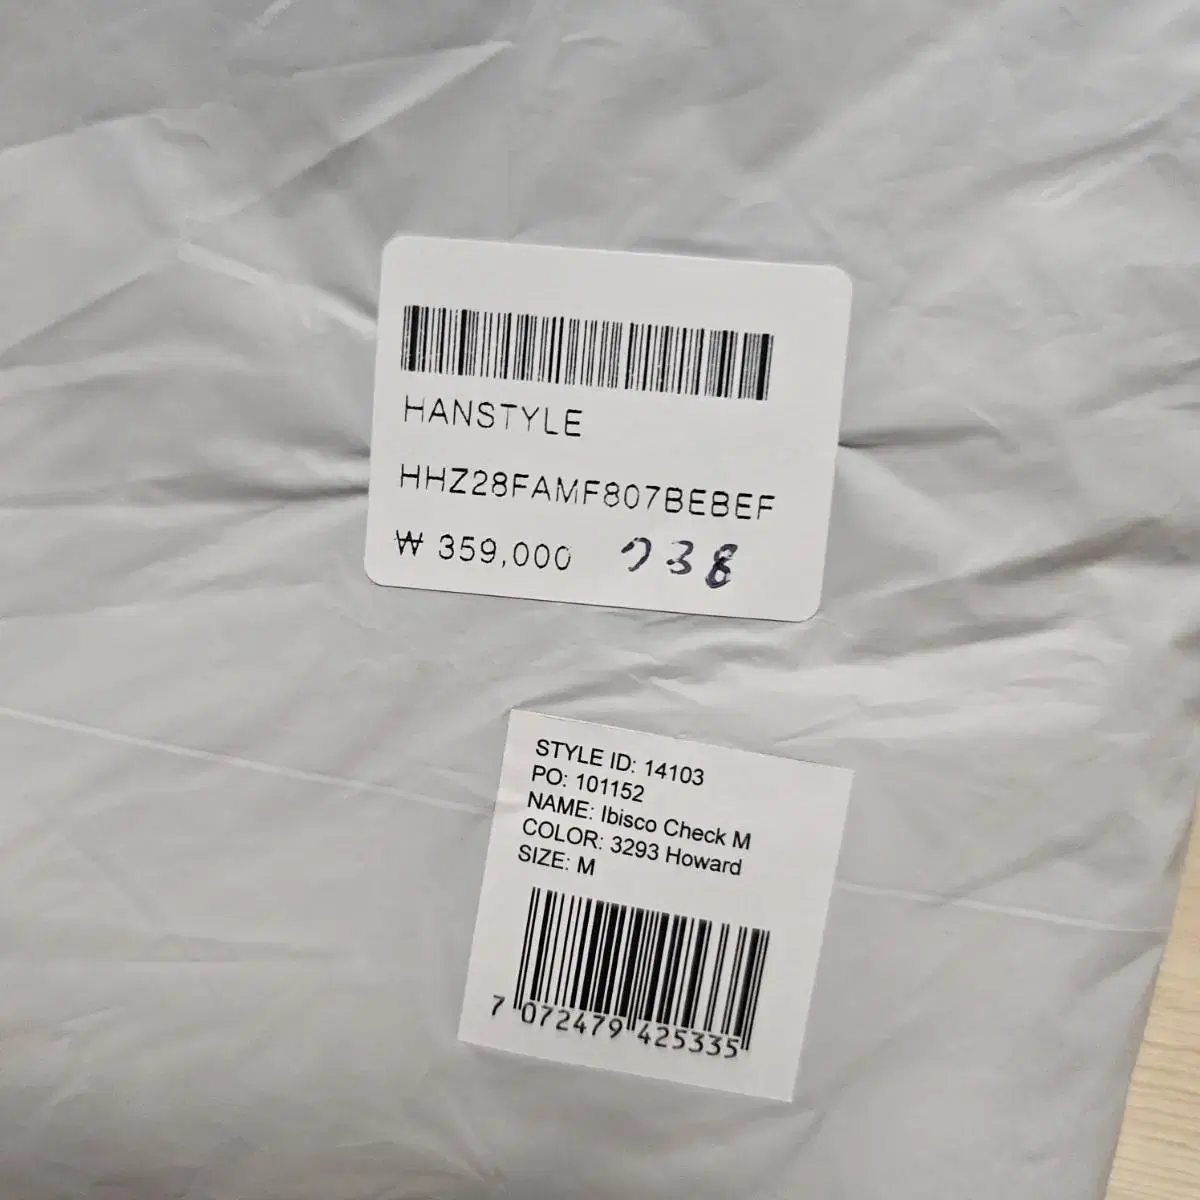 HANSTYLE
HHZ28FAMF807BEBEF
₩ 359,000 738
STYLE ID: 14103
PO: 101152
NAME: Ibisco Check M
COLOR: 3293 Howard
SIZE: M
7 072479 425335